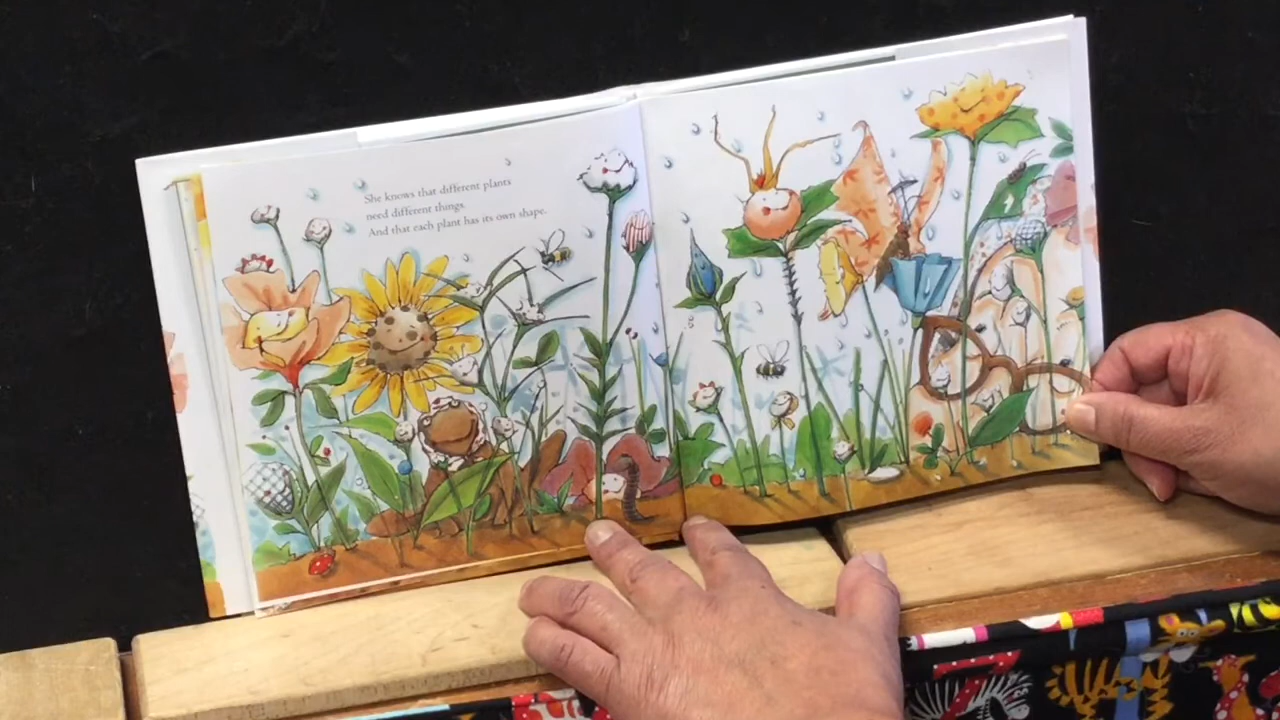 She knows that different plants
need different things.
And that each plant has its own shape.